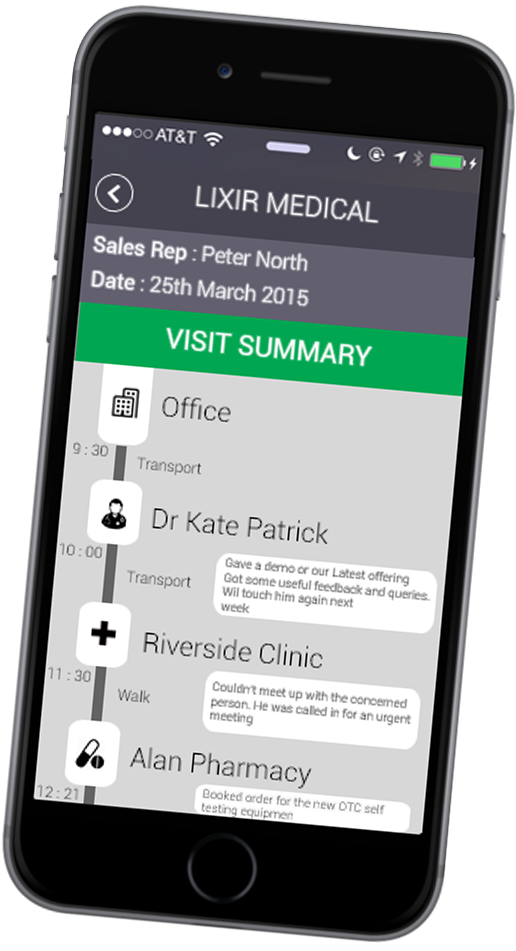 AT&T
LIXIR MEDICAL
Sales Rep : Peter North
Date : 25th March 2015
VISIT SUMMARY
Office
9 : 30
Transport
Dr Kate Patrick
10 : 00
Transport
Gave a demo or our Latest offering
Got some useful feedback and queries.
Wil touch him again next
week
Riverside Clinic
11 : 30
Walk
Couldn't meet up with the concerned
person. He was called in for an urgent
meeting
Alan Pharmacy
12 : 21
Booked order for the new OTC self
testing equipmen